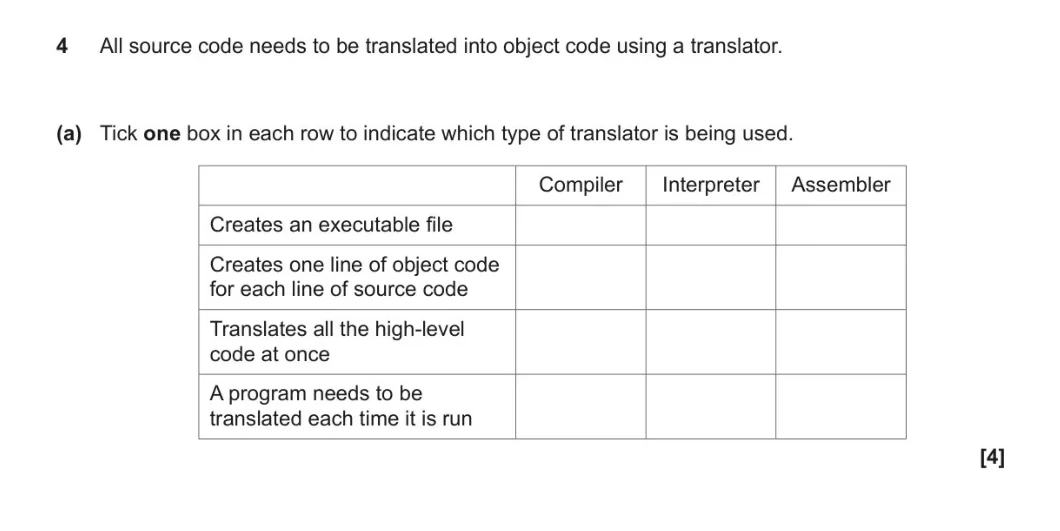 4 All source code needs to be translated into object code using a translator.
(a) Tick one box in each row to indicate which type of translator is being used.
Compiler Interpreter Assembler
Creates an executable file
Creates one line of object code
for each line of source code
Translates all the high-level
code at once
A program needs to be
translated each time it is run
[4]